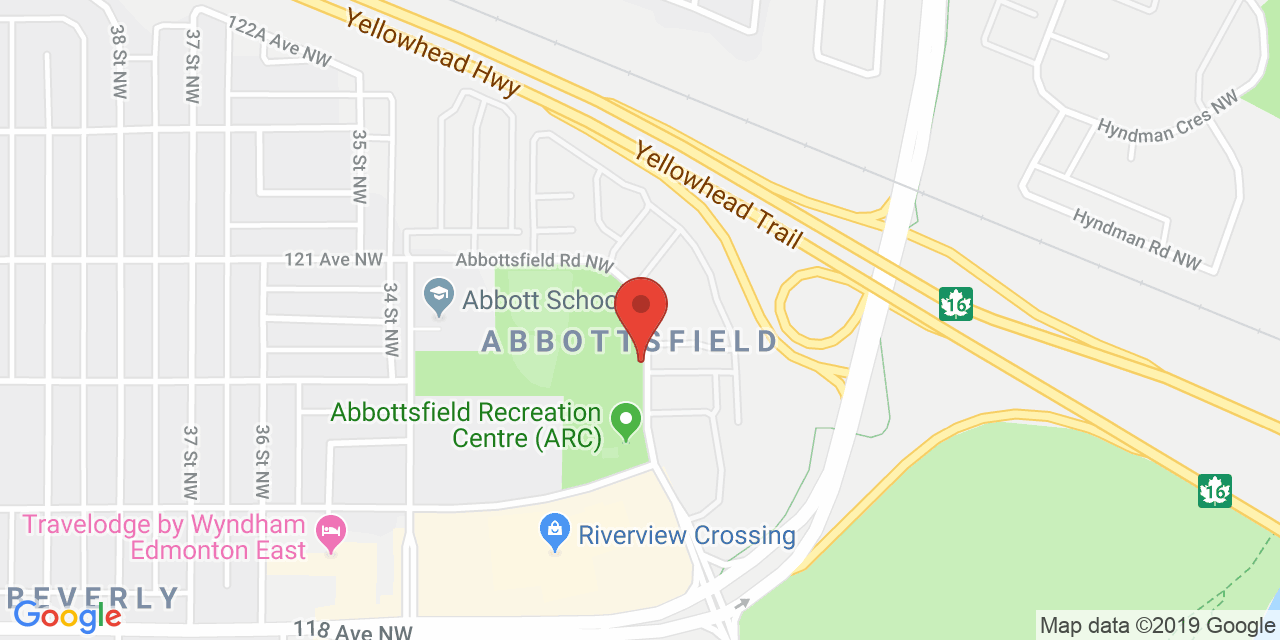 38 St NW
37 St NW
122A Ave NW
Yellowhead Hwy
35 St NW
Yellowhead Trail
Hyndman Cres NW
Hyndman Rd NW
121 Ave NW
Abbottsfield Rd NW
34 St NW
Abbott Schoo
16
ABBOTTSFIELD
Abbottsfield Recreation
Centre (ARC)
37 St NW
36 St NW
16
Travelodge by Wyndham
Edmonton East
Riverview Crossing
BEVERLY
Google
118 Ave NW
Map data ©2019 Google